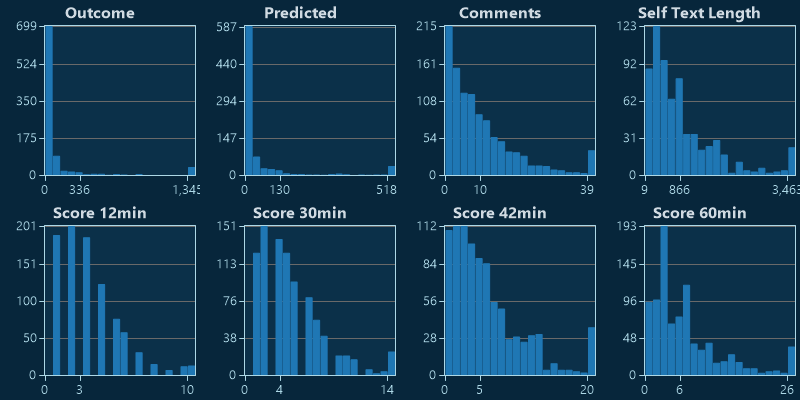 Outcome
699
524
350
175
0
0 336 1,345
Predicted
587
440
294
147
0
0 130 518
Comments
215
161
108
54
0
0 10 39
Self Text Length
123
92
62
31
0
9 866 3,463
Score 12min
201
151
100
50
0
0 3 10
Score 30min
151
113
76
38
0
0 4 14
Score 42min
112
84
56
28
0
0 5 20
Score 60min
193
145
96
48
0
0 6 26